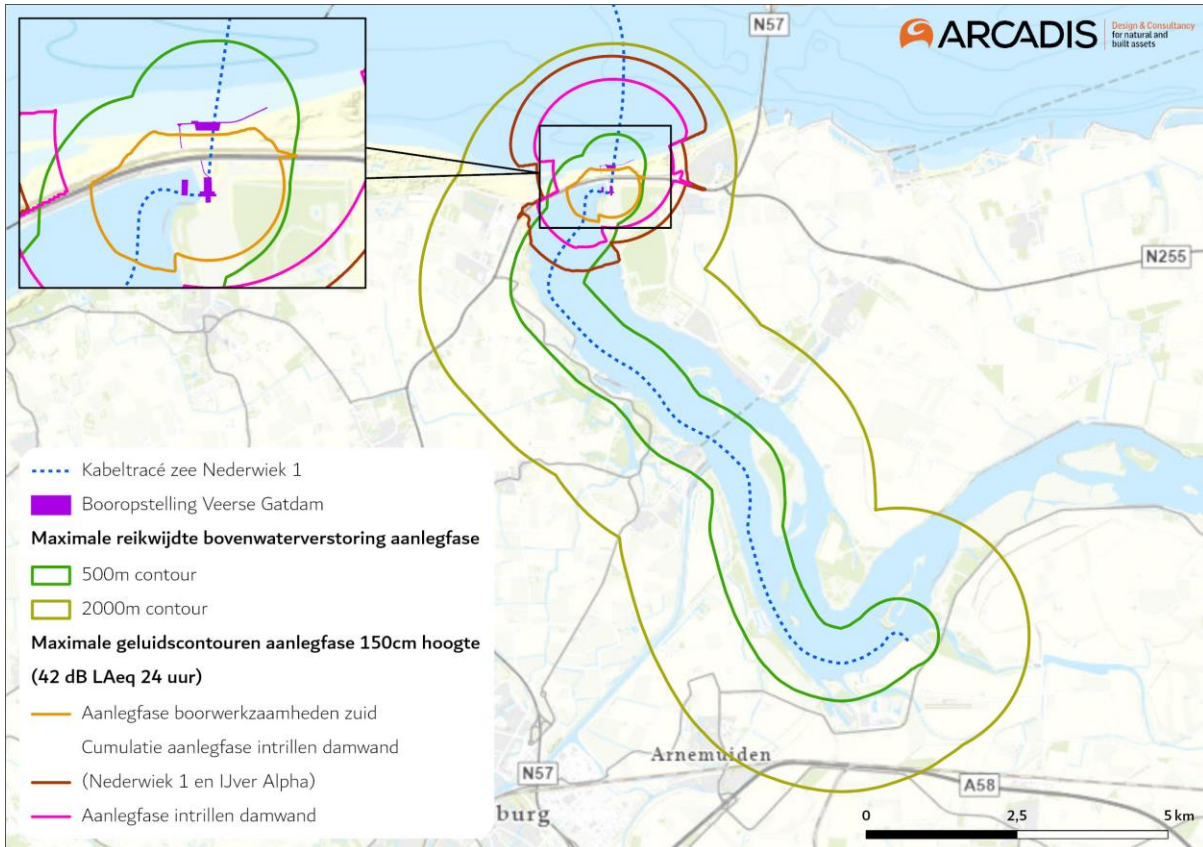 N57
ARCADIS
Design & Consultancy
for natural and
built assets
N255
Kabeltracé zee Nederwiek 1
Booropstelling Veerse Gatdam
Maximale reikwijdte bovenwaterverstoring aanlegfase
500m contour
2000m contour
Maximale geluidscontouren aanlegfase 150cm hoogte
(42 dB LAeq 24 uur)
Aanlegfase boorwerkzaamheden zuid
Cumulatie aanlegfase intrillen damwand
(Nederwiek 1 en IJver Alpha)
Aanlegfase intrillen damwand
Arnemuiden
N57
A58
burg
0 2,5 5 km